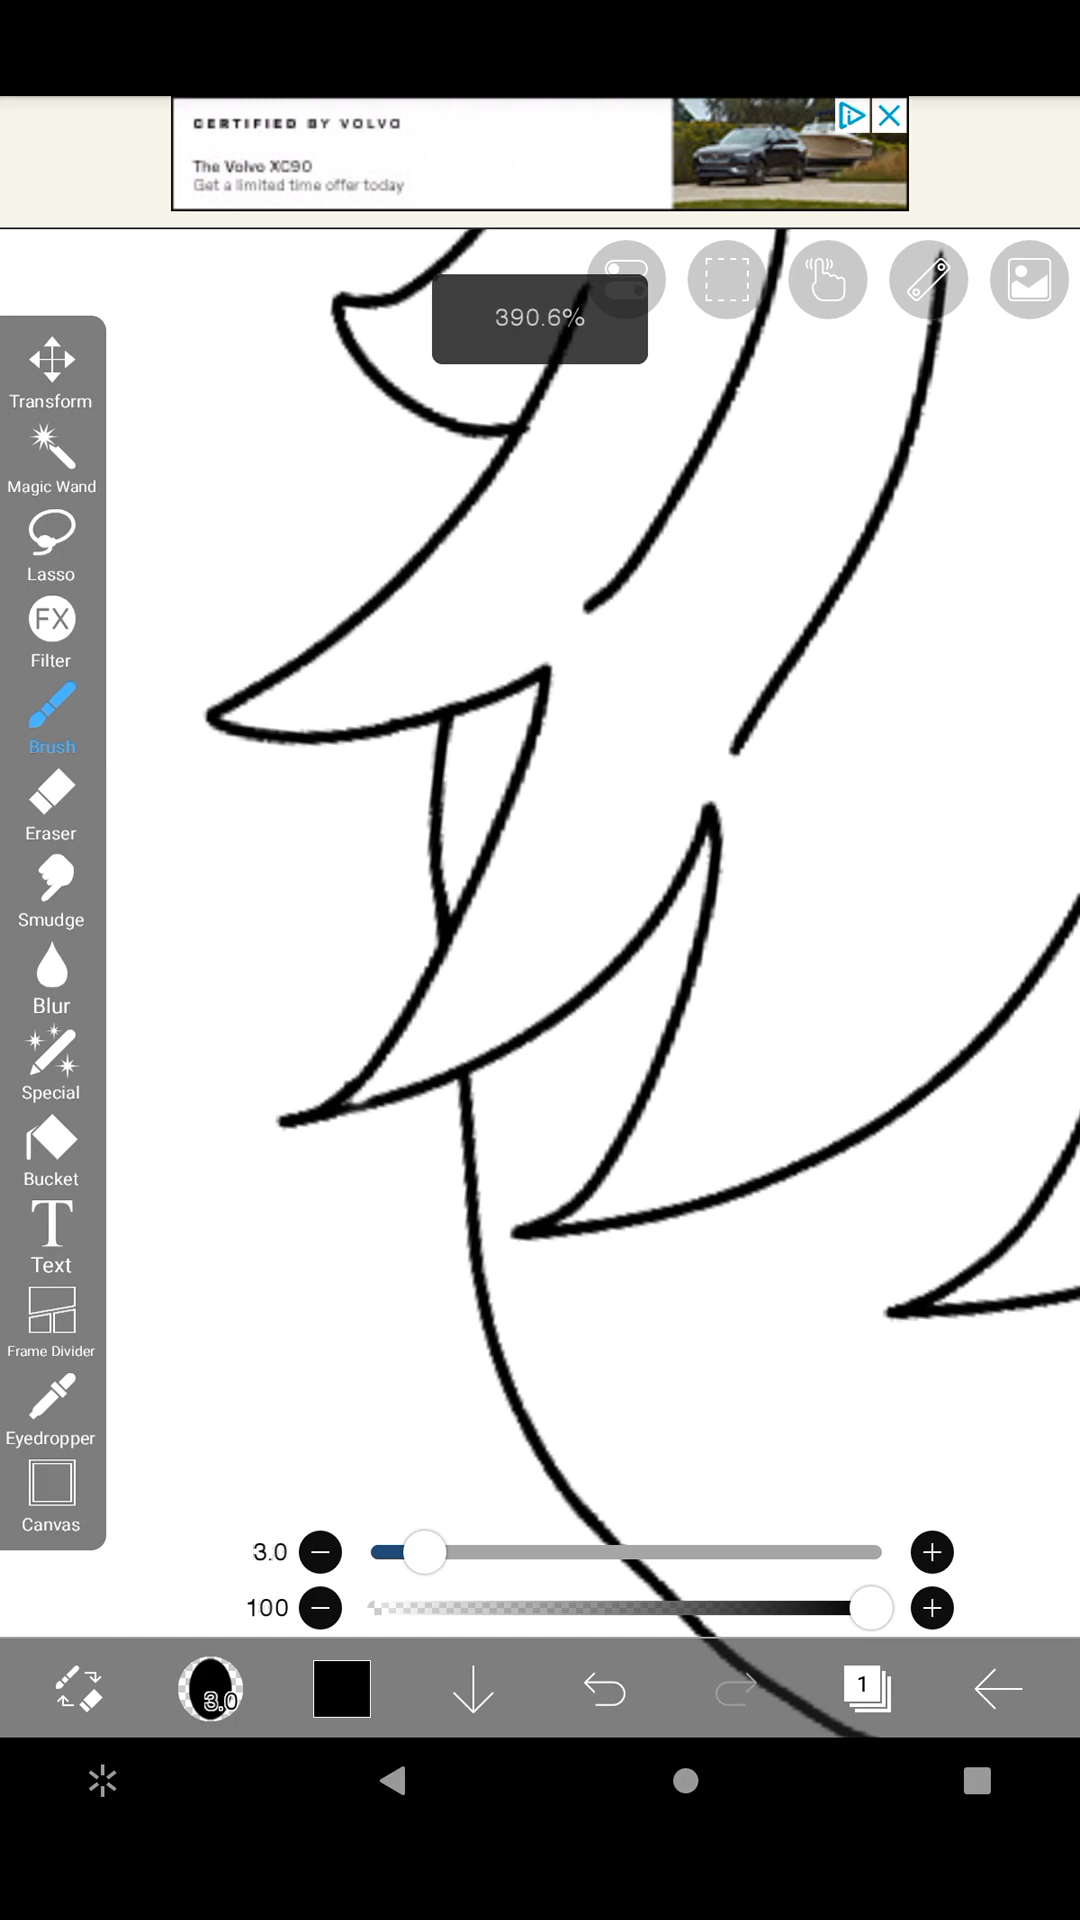 CERTIFIED BY VOLVO
The Volvo XC90
Get a limited time offer today
390.6%
Transform
Magic Wand
Lasso
FX
Filter
Brush
Eraser
Smudge
Blur
Special
Bucket
T
Text
Frame Divider
Eyedropper
Canvas
3.0
100
3.0
1